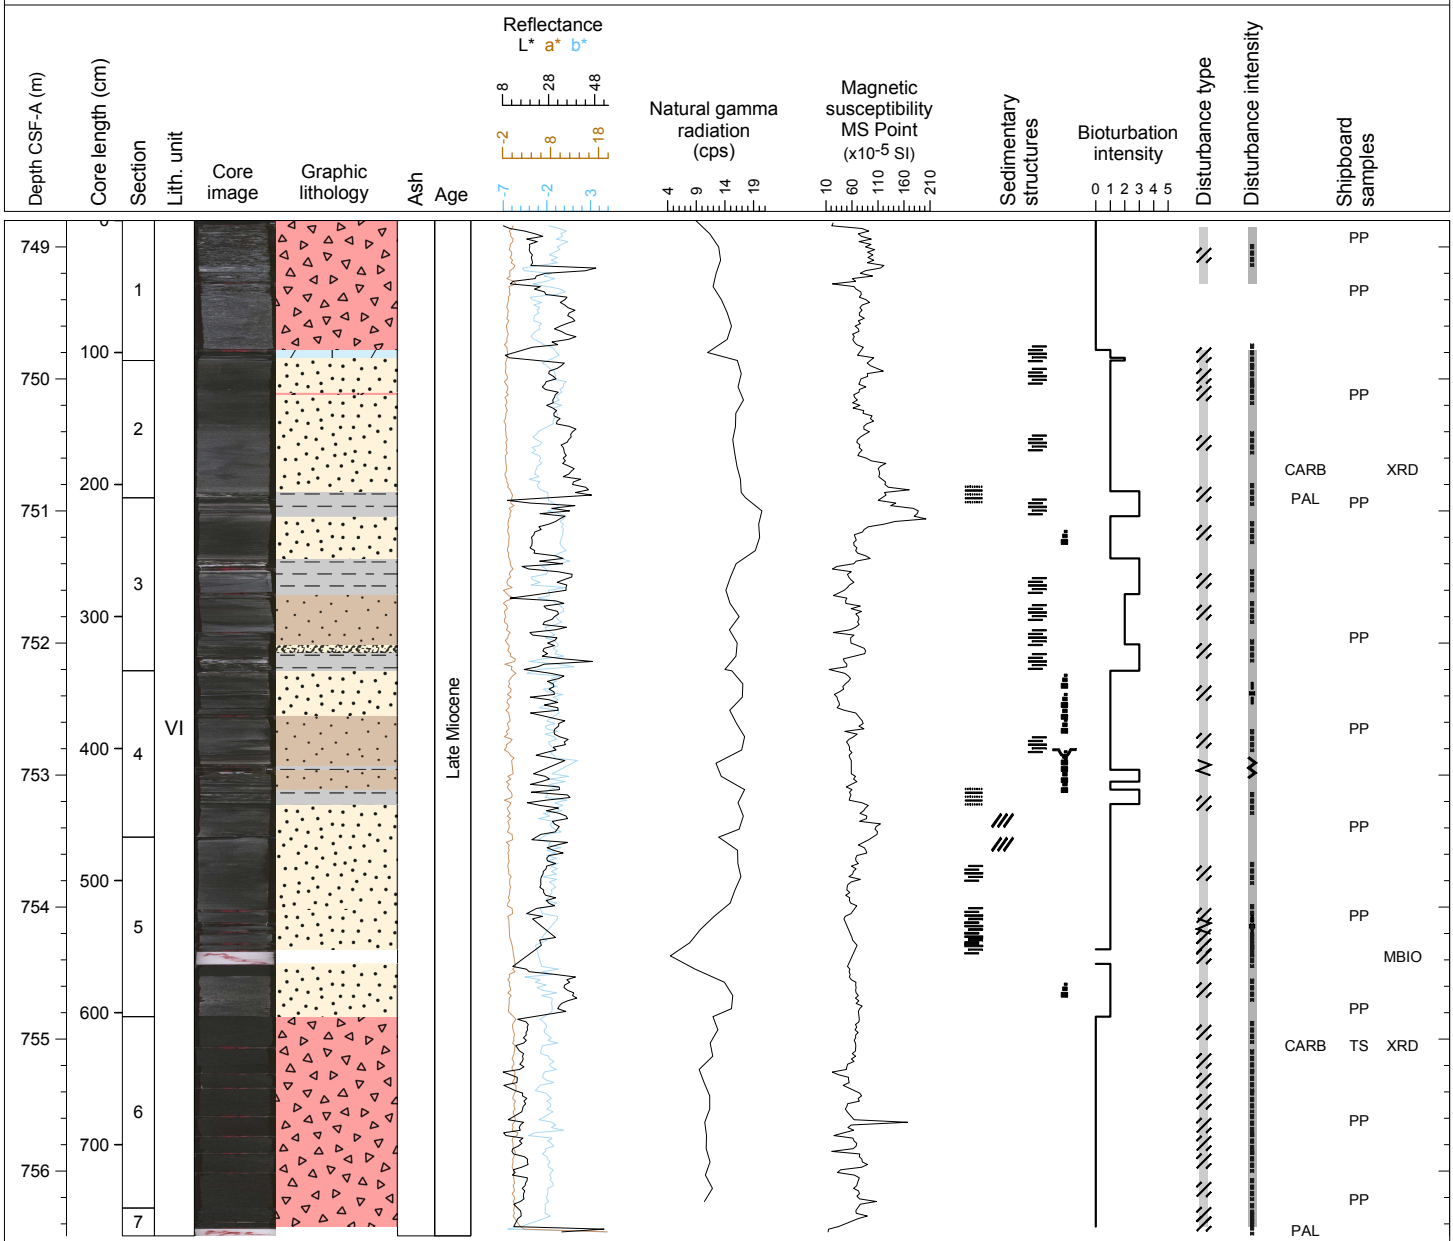 Depth CSF-A (m)
Core length (cm)
Section
Lith. unit
Core image
Graphic lithology
Ash
Age
Reflectance
L* a* b*
8 28 48
-2 8 18
-7 -2 3
Natural gamma radiation (cps)
4 9 14 19
Magnetic susceptibility MS Point (x10-5 SI)
10 60 110 160 210
Sedimentary structures
Bioturbation intensity
0 1 2 3 4 5
Disturbance type
Disturbance intensity
Shipboard samples
749
750
751
752
753
754
755
756
0
100
200
300
400
500
600
700
1
2
3
4
5
6
7
VI
Late Miocene
PP
PP
PP
CARB XRD
PAL PP
PP
PP
PP
PP
MBIO
PP
CARB TS XRD
PP
PP
PAL